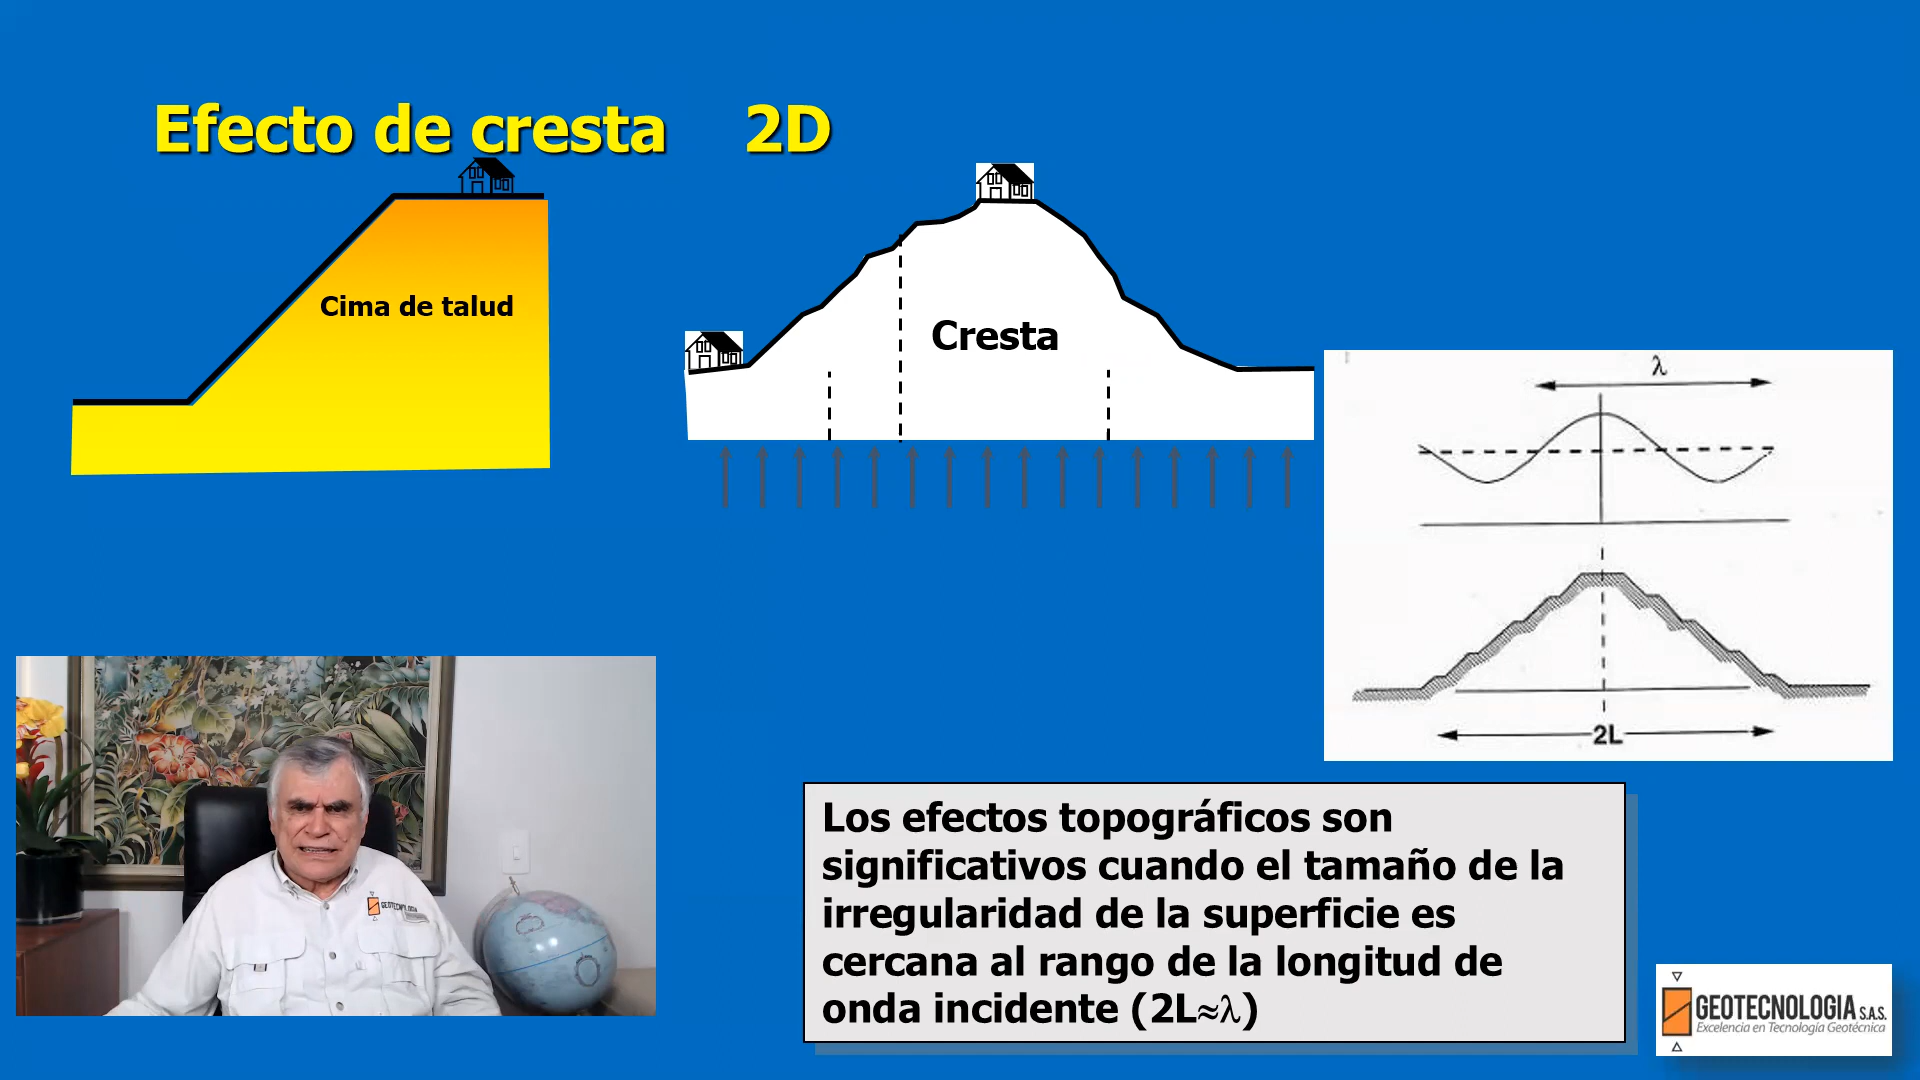 Efecto de cresta 2D
Cima de talud
Cresta
λ
2L
Los efectos topográficos son
significativos cuando el tamaño de la
irregularidad de la superficie es
cercana al rango de la longitud de
onda incidente (2L≈λ)
GEOTECNOLOGIA
GEOTECNOLOGIA S.A.S.
Excelencia en Tecnología Geotécnica